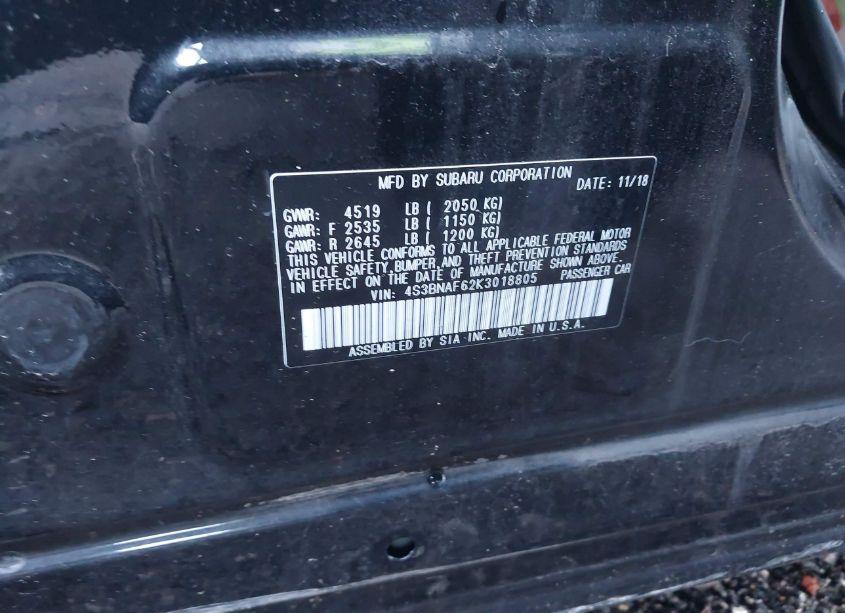 MFD BY SUBARU CORPORATION DATE: 11/18
GVWR: 4519 LB ( 2050 KG)
GAWR: F 2535 LB ( 1150 KG)
GAWR: R 2645 LB ( 1200 KG)
THIS VEHICLE CONFORMS TO ALL APPLICABLE FEDERAL MOTOR
VEHICLE SAFETY,BUMPER,AND THEFT PREVENTION STANDARDS
IN EFFECT ON THE DATE OF MANUFACTURE SHOWN ABOVE.
VIN: 4S3BNAF62K3018805 PASSENGER CAR
ASSEMBLED BY SIA INC. MADE IN U.S.A.